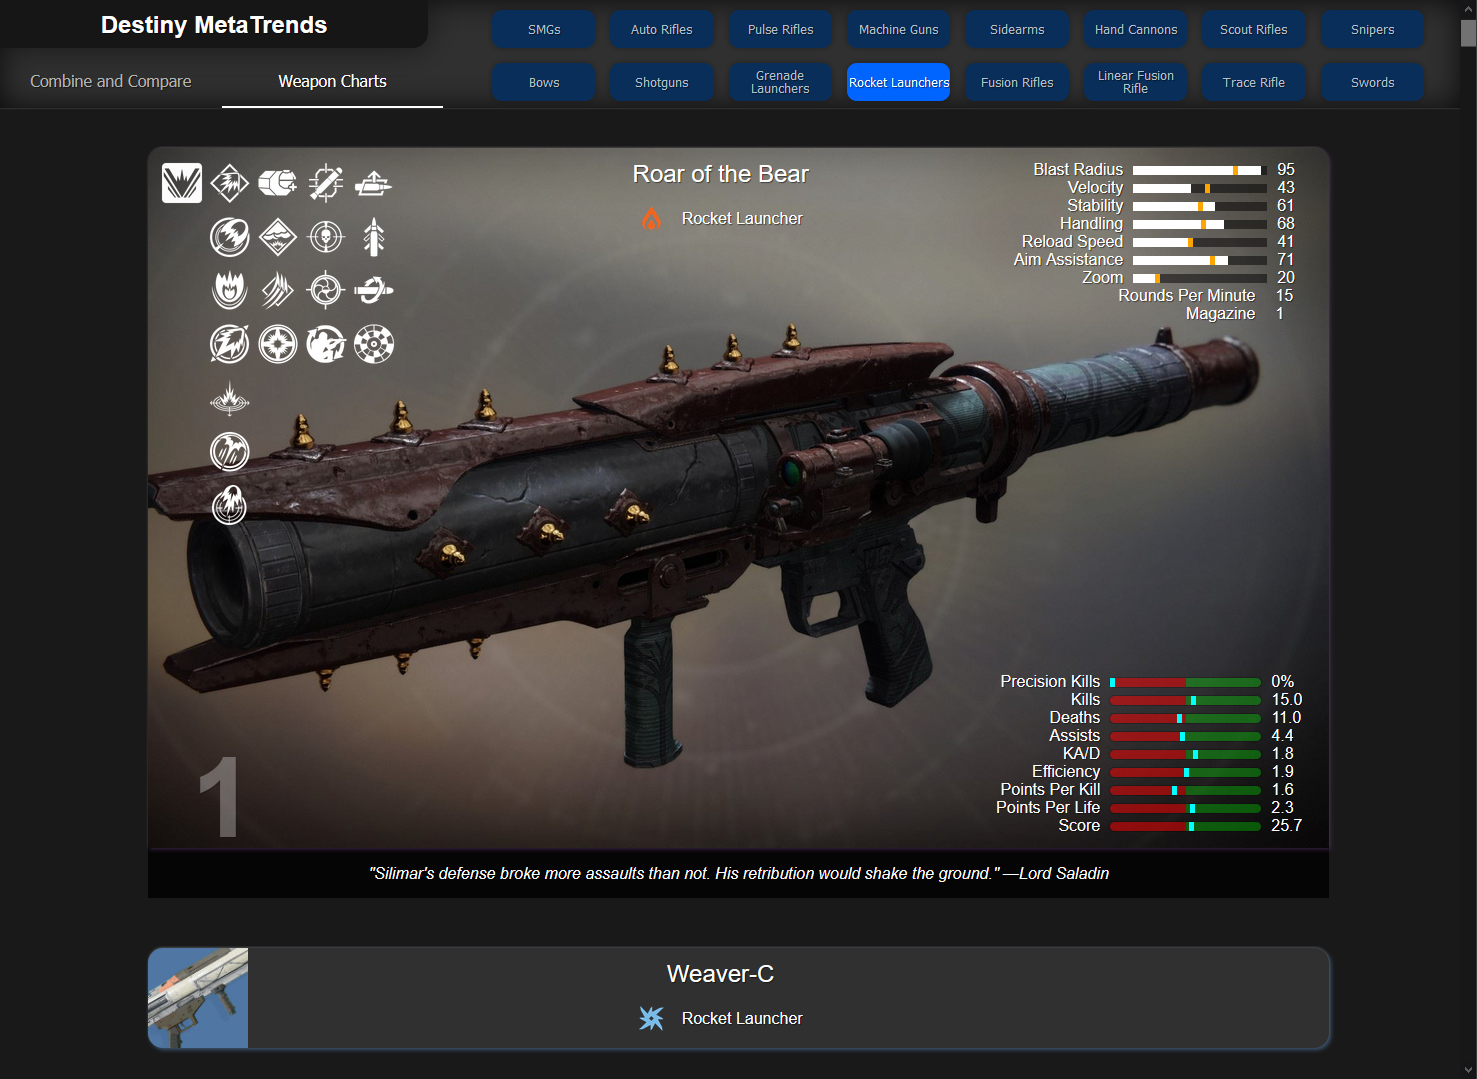 Destiny MetaTrends
Combine and Compare
Weapon Charts
SMGs
Auto Rifles
Pulse Rifles
Machine Guns
Sidearms
Hand Cannons
Scout Rifles
Snipers
Bows
Shotguns
Grenade
Launchers
Rocket Launchers
Fusion Rifles
Linear Fusion
Rifle
Trace Rifle
Swords
Roar of the Bear
Rocket Launcher
Blast Radius 95
Velocity 43
Stability 61
Handling 68
Reload Speed 41
Aim Assistance 71
Zoom 20
Rounds Per Minute 15
Magazine 1
Precision Kills 0%
Kills 15.0
Deaths 11.0
Assists 4.4
KA/D 1.8
Efficiency 1.9
Points Per Kill 1.6
Points Per Life 2.3
Score 25.7
1
"Silimar's defense broke more assaults than not. His retribution would shake the ground." —Lord Saladin
Weaver-C
Rocket Launcher